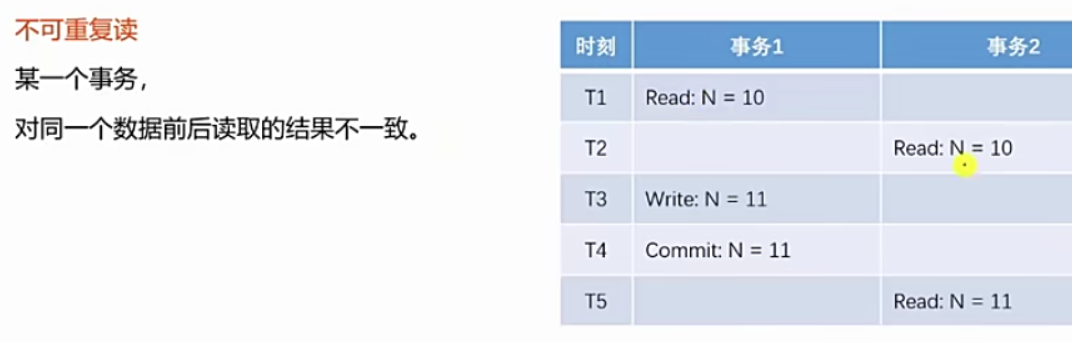 不可重复读
某一个事务，
对同一个数据前后读取的结果不一致。
时刻 事务1 事务2
T1 Read: N = 10
T2 Read: N = 10
T3 Write: N = 11
T4 Commit: N = 11
T5 Read: N = 11